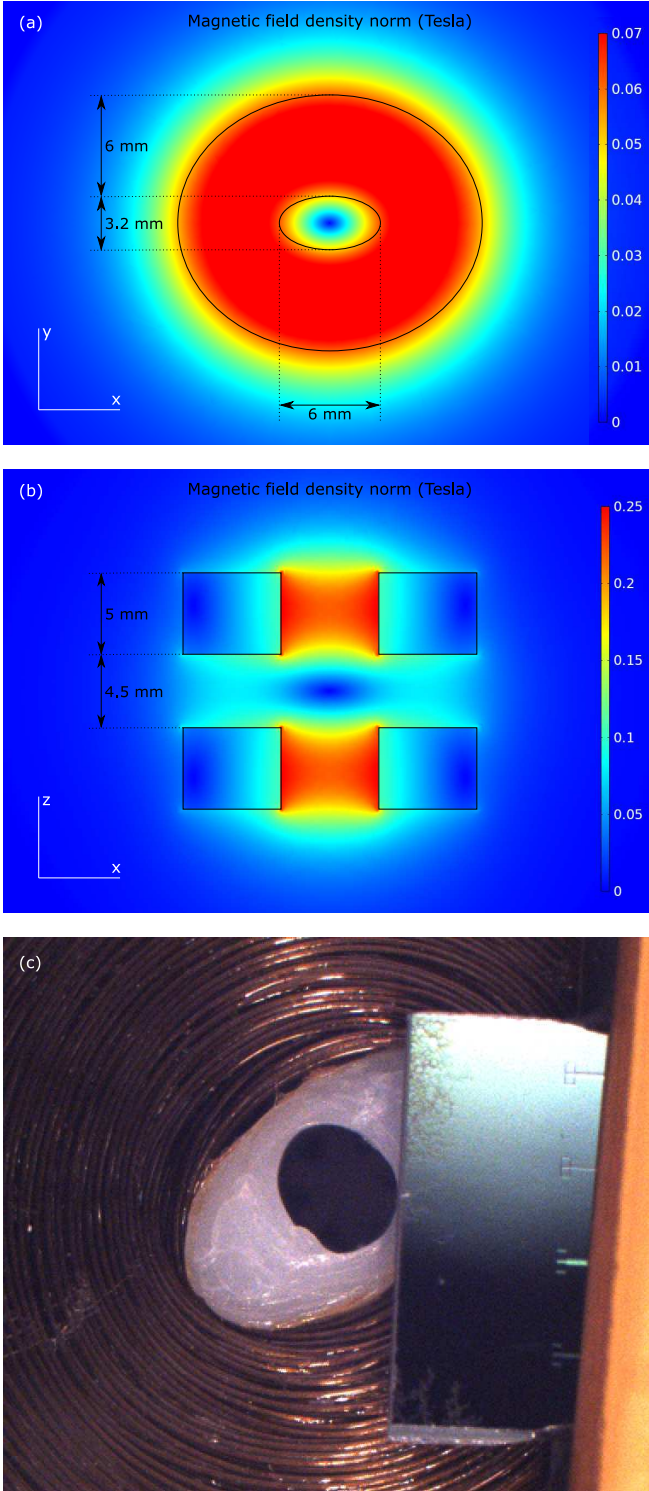 (a)
Magnetic field density norm (Tesla)
0.07
0.06
6 mm
0.05
0.04
3.2 mm
0.03
0.02
y
0.01
x
6 mm
0
(b)
Magnetic field density norm (Tesla)
0.25
0.2
5 mm
0.15
4.5 mm
0.1
z
0.05
x
0
(c)